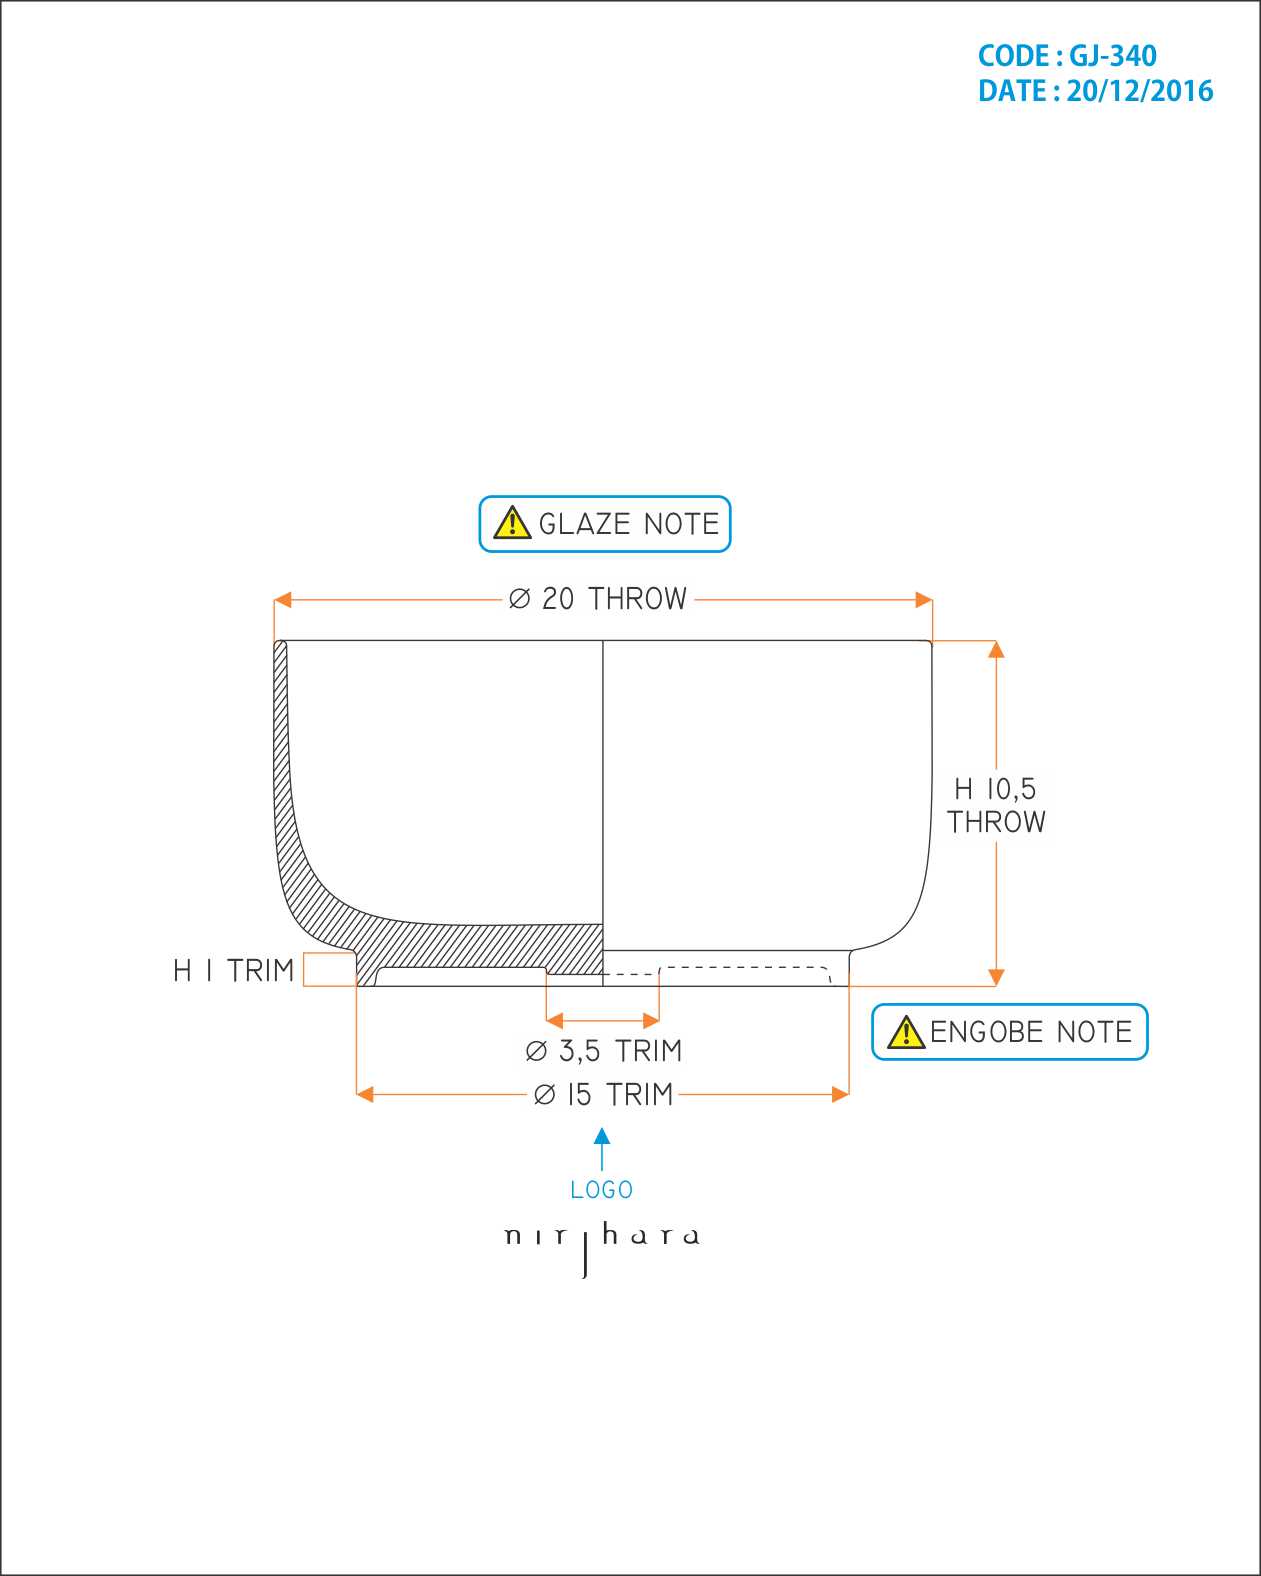 CODE : GJ-340
DATE : 20/12/2016
GLAZE NOTE
Ø 20 THROW
H 10,5
THROW
H 1 TRIM
ENGOBE NOTE
Ø 3,5 TRIM
Ø 15 TRIM
LOGO
nirjhara